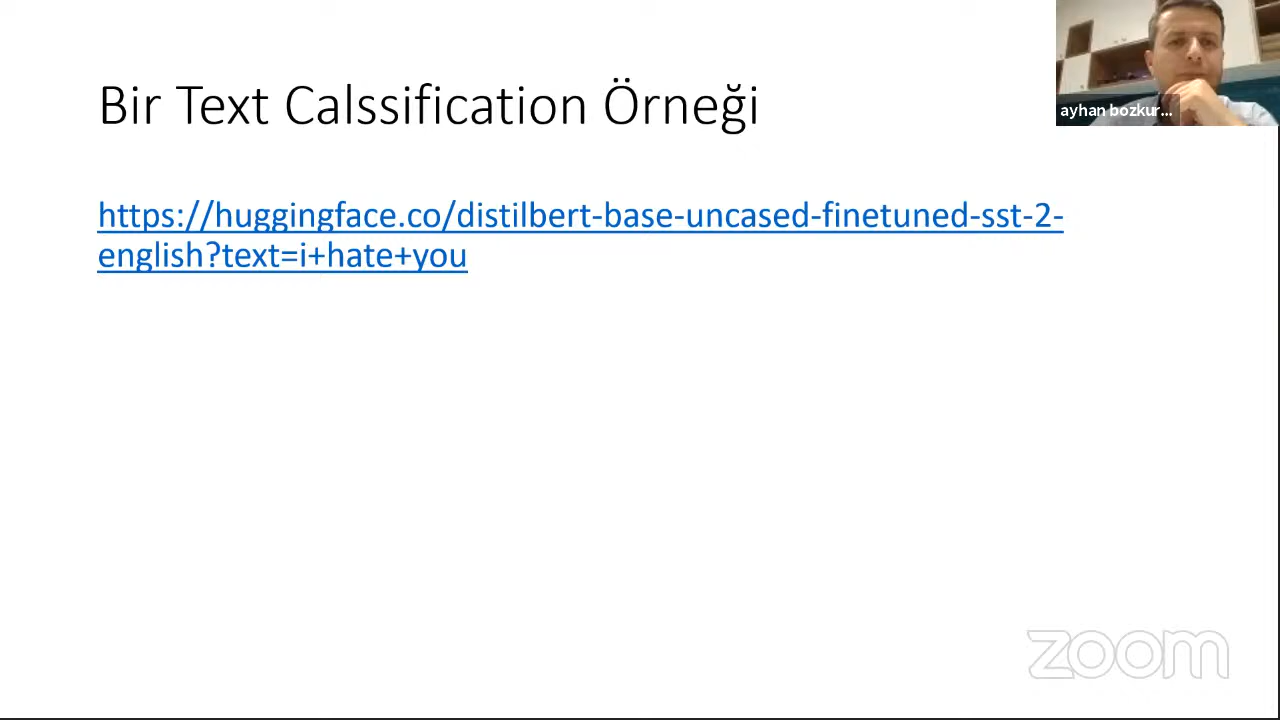 Bir Text Calssification Örneği
https://huggingface.co/distilbert-base-uncased-finetuned-sst-2-
english?text=i+hate+you
ayhan bozkur...
zoom